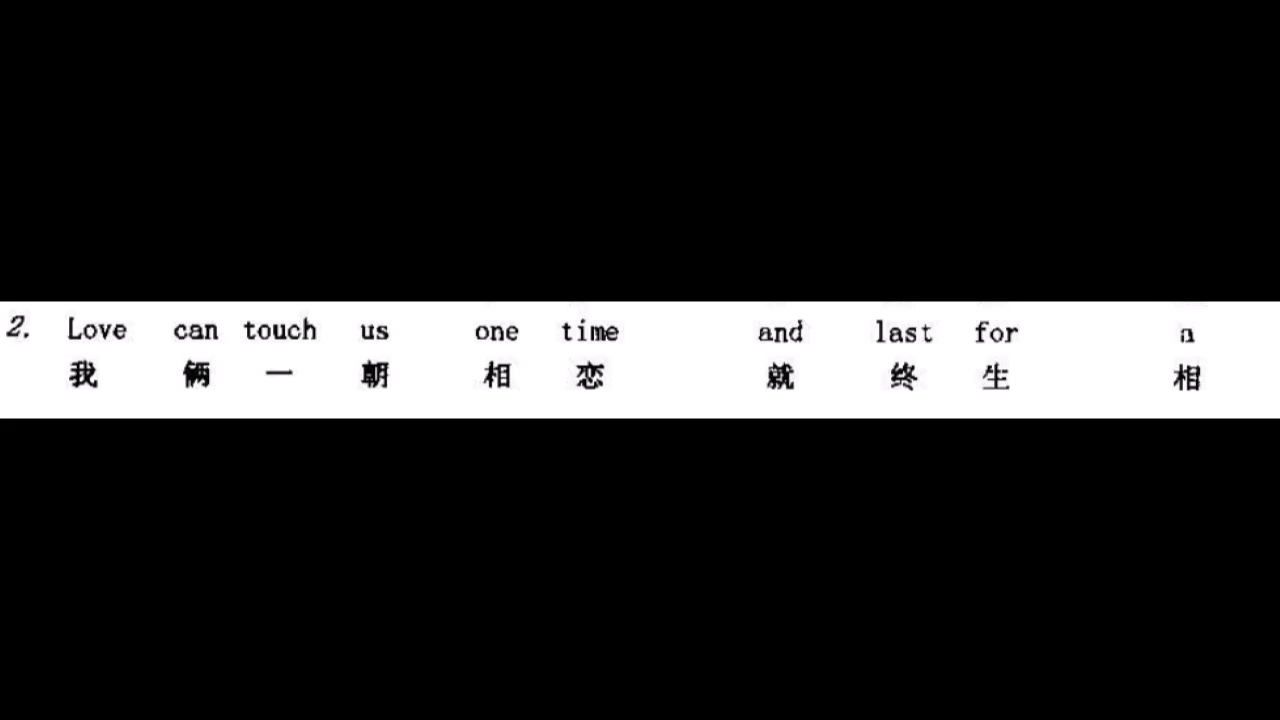 2. Love can touch us one time and last for a
我 俩 一 朝 相 恋 就 终 生 相